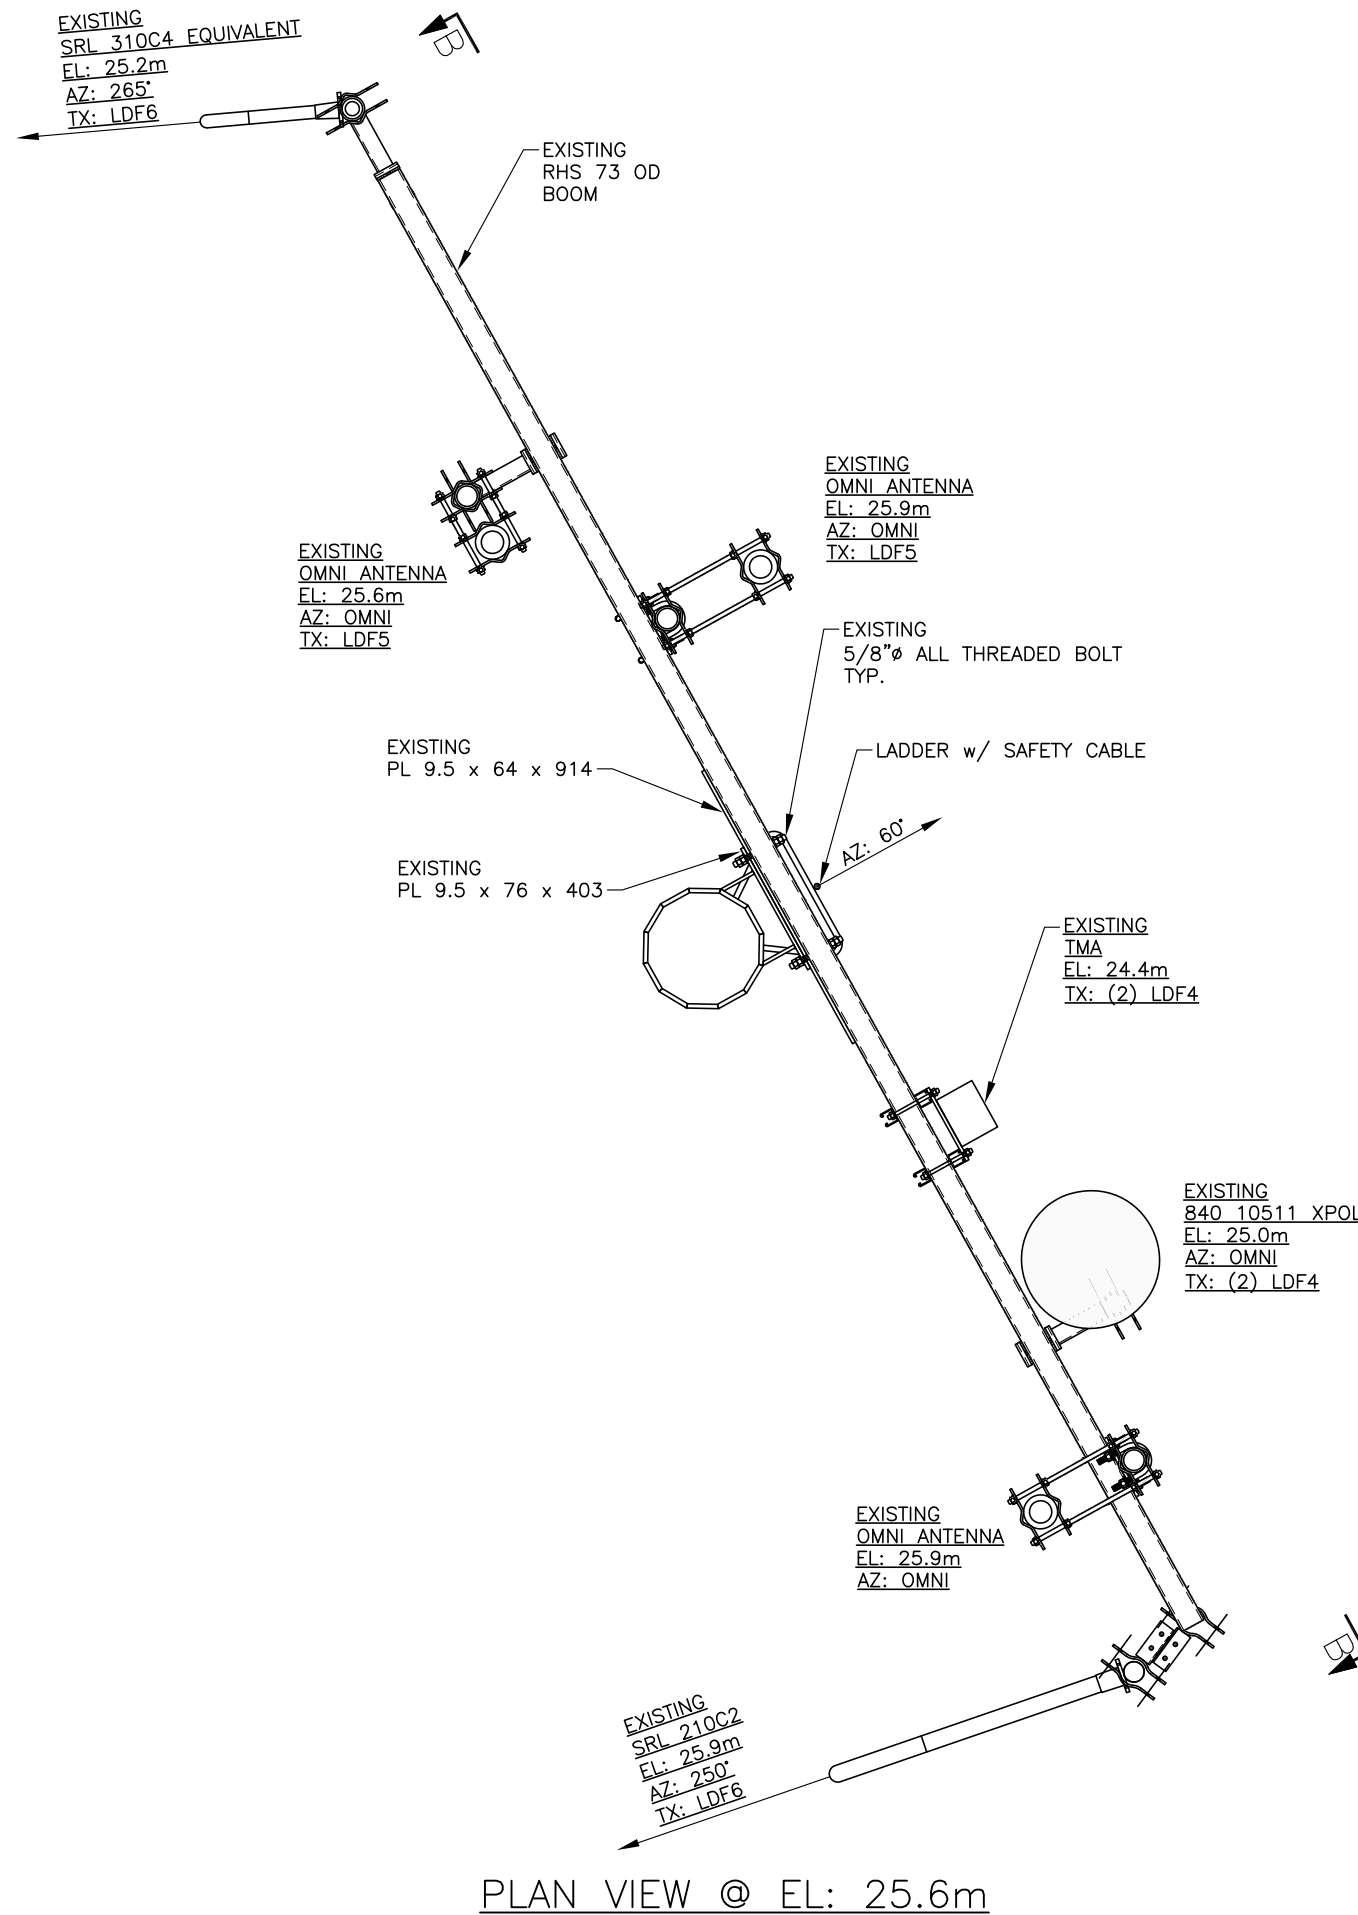 EXISTING
SRL 310C4 EQUIVALENT
EL: 25.2m
AZ: 265°
TX: LDF6
B
EXISTING
RHS 73 OD
BOOM
EXISTING
OMNI ANTENNA
EL: 25.9m
AZ: OMNI
TX: LDF5
EXISTING
OMNI ANTENNA
EL: 25.6m
AZ: OMNI
TX: LDF5
EXISTING
5/8"ø ALL THREADED BOLT
TYP.
EXISTING
PL 9.5 x 64 x 914
LADDER w/ SAFETY CABLE
AZ: 60°
EXISTING
PL 9.5 x 76 x 403
EXISTING
TMA
EL: 24.4m
TX: (2) LDF4
EXISTING
840 10511 XPOL
EL: 25.0m
AZ: OMNI
TX: (2) LDF4
EXISTING
OMNI ANTENNA
EL: 25.9m
AZ: OMNI
B
EXISTING
SRL 210C2
EL: 25.9m
AZ: 250°
TX: LDF6
PLAN VIEW @ EL: 25.6m